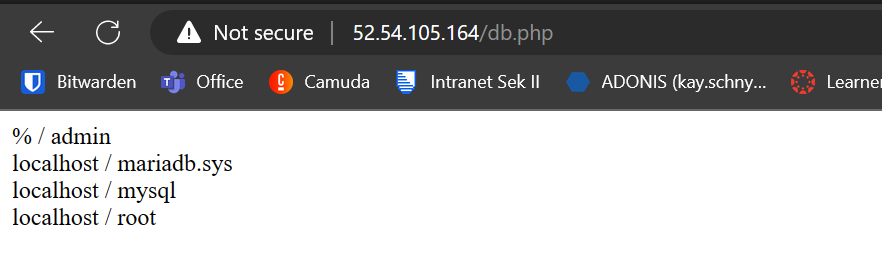 Not secure | 52.54.105.164/db.php
Bitwarden Office Camuda Intranet Sek II ADONIS (kay.schny... Learne
% / admin
localhost / mariadb.sys
localhost / mysql
localhost / root